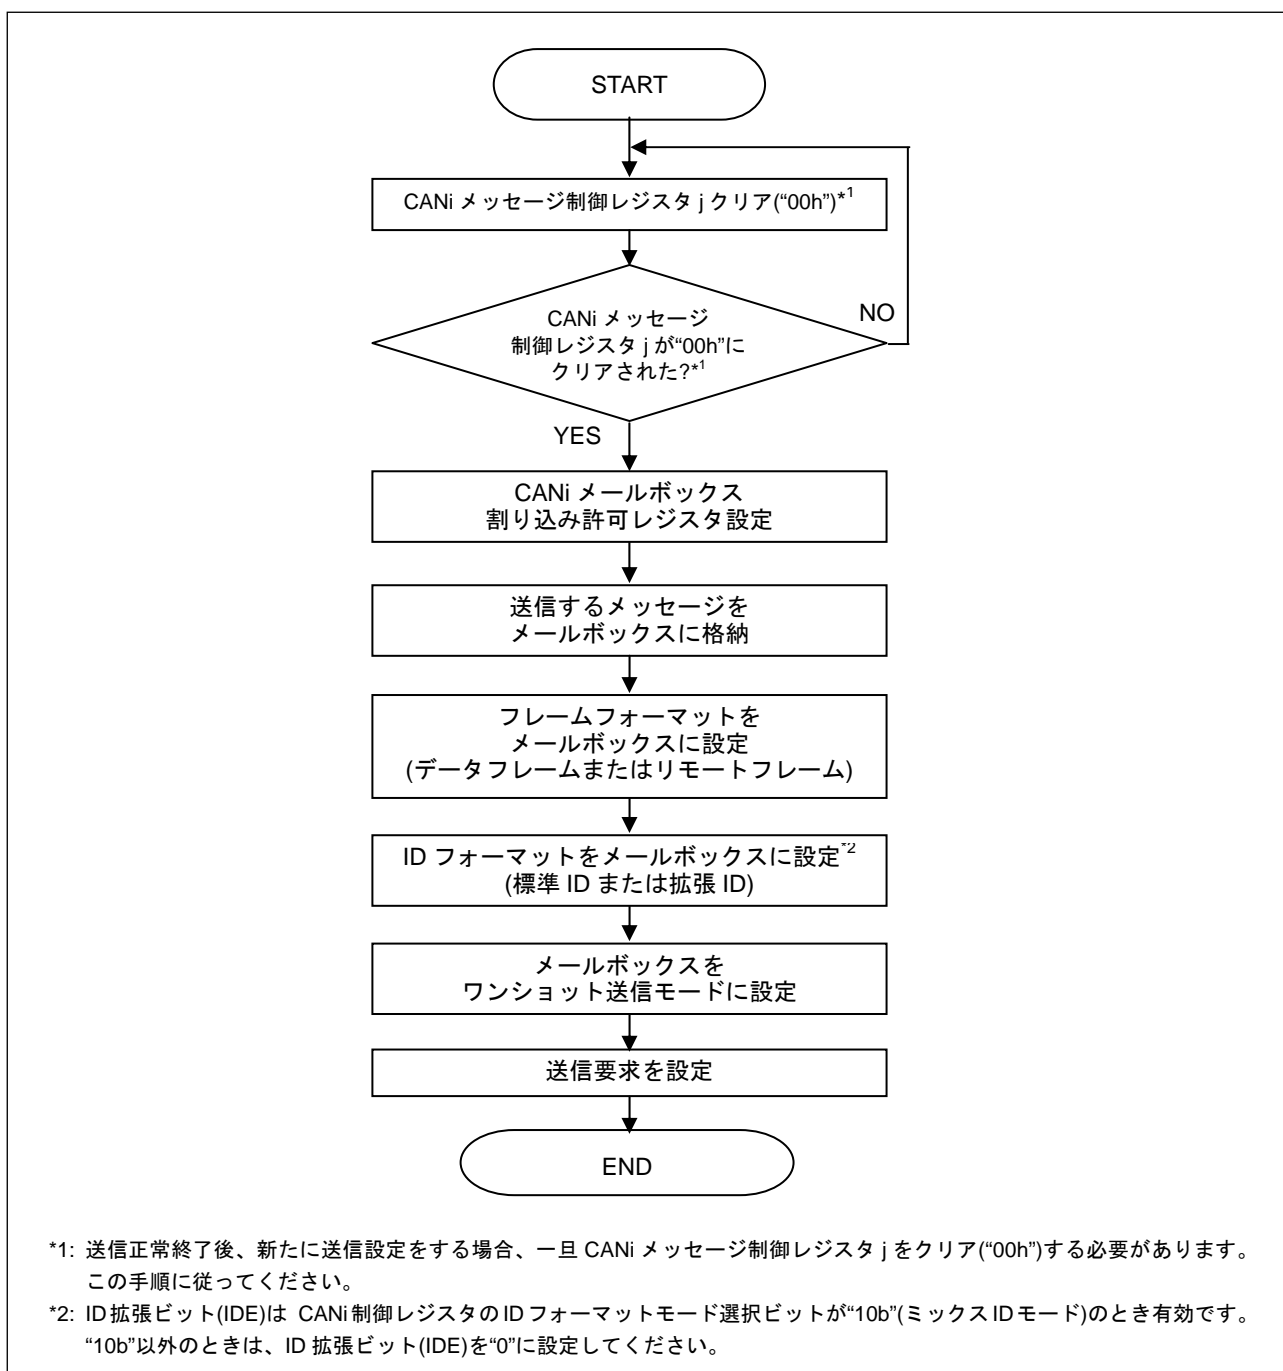 START
CANi メッセージ制御レジスタ j クリア(“00h”)*1
CANi メッセージ
制御レジスタ j が“00h”に
クリアされた?*1
NO
YES
CANi メールボックス
割り込み許可レジスタ設定
送信するメッセージを
メールボックスに格納
フレームフォーマットを
メールボックスに設定
(データフレームまたはリモートフレーム)
ID フォーマットをメールボックスに設定*2
(標準 ID または拡張 ID)
メールボックスを
ワンショット送信モードに設定
送信要求を設定
END
*1: 送信正常終了後、新たに送信設定をする場合、一旦 CANi メッセージ制御レジスタ j をクリア(“00h”)する必要があります。
この手順に従ってください。
*2: ID 拡張ビット(IDE)は CANi 制御レジスタの ID フォーマットモード選択ビットが“10b”(ミックス ID モード)のとき有効です。
“10b”以外のときは、ID 拡張ビット(IDE)を“0”に設定してください。